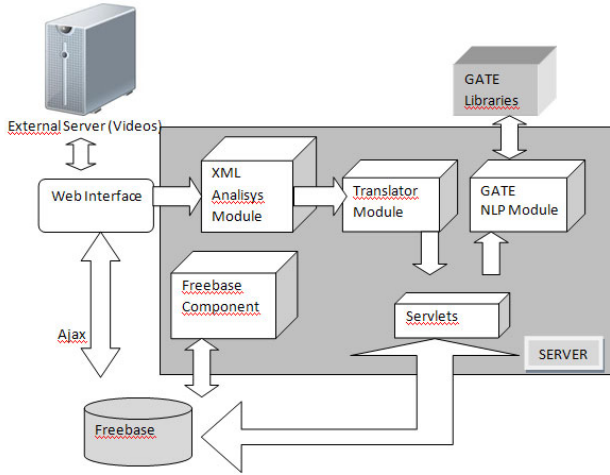 GATE
Libraries
External Server (Videos)
XML
Analisys
Module
Translator
Module
GATE
NLP Module
Web Interface
Freebase
Component
Servlets
Ajax
SERVER
Freebase